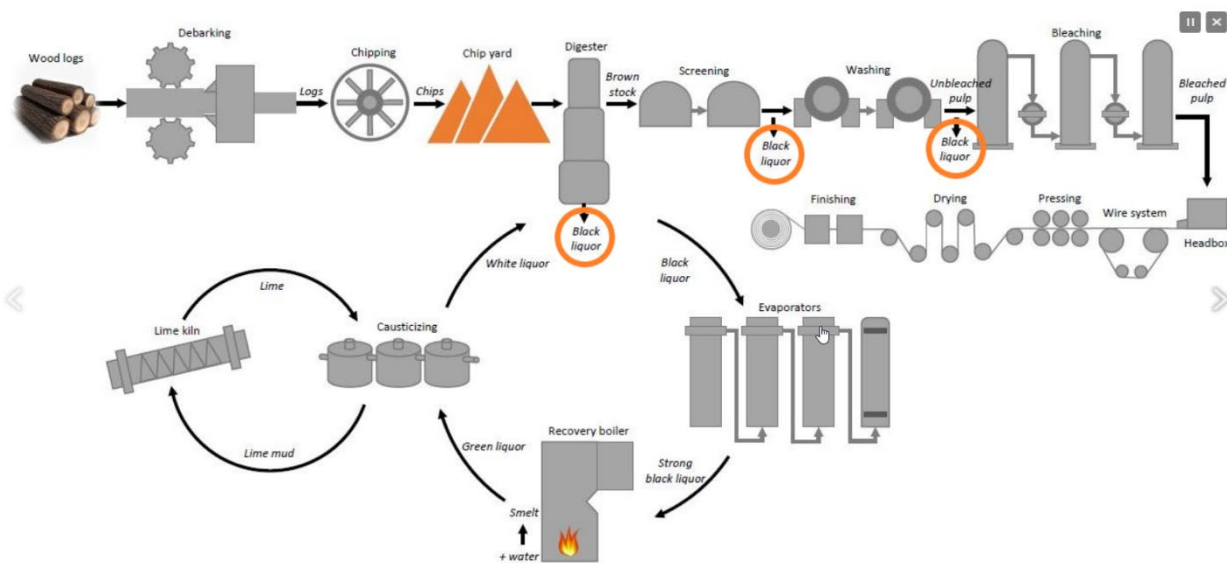 Debarking
Wood logs
Logs
Chipping
Chips
Chip yard
Digester
Brown
stock
Screening
Black
liquor
Washing
Unbleached
pulp
Black
liquor
Bleaching
Bleached
pulp
Finishing
Drying
Pressing
Wire system
Headbox
Black
liquor
White liquor
Black
liquor
Evaporators
Lime
Lime kiln
Causticizing
Lime mud
Green liquor
Recovery boiler
Strong
black liquor
Smelt
+ water